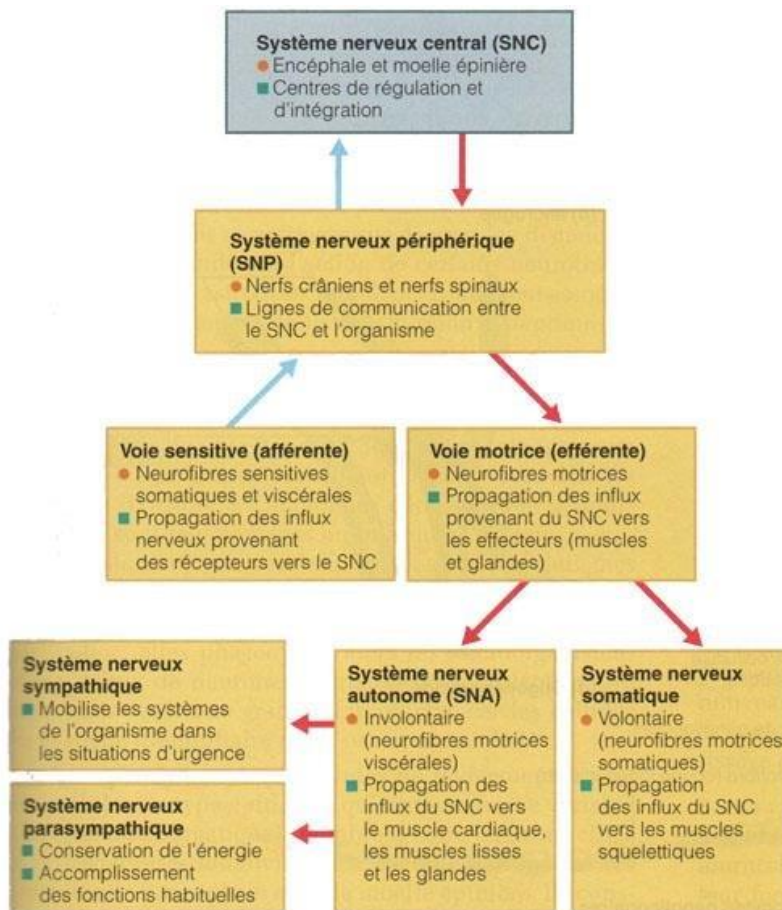 Système nerveux central (SNC)
Encéphale et moelle épinière
Centres de régulation et
d'intégration
Système nerveux périphérique
(SNP)
Nerfs crâniens et nerfs spinaux
Lignes de communication entre
le SNC et l'organisme
Voie sensitive (afférente)
Neurofibres sensitives
somatiques et viscérales
Propagation des influx
nerveux provenant
des récepteurs vers le SNC
Voie motrice (efférente)
Neurofibres motrices
Propagation des influx
provenant du SNC vers
les effecteurs (muscles
et glandes)
Système nerveux
sympathique
Mobilise les systèmes
de l'organisme dans
les situations d'urgence
Système nerveux
parasympathique
Conservation de l'énergie
Accomplissement
des fonctions habituelles
Système nerveux
autonome (SNA)
Involontaire
(neurofibres motrices
viscérales)
Propagation des
influx du SNC vers
le muscle cardiaque,
les muscles lisses
et les glandes
Système nerveux
somatique
Volontaire
(neurofibres motrices
somatiques)
Propagation
des influx du SNC
vers les muscles
squelettiques